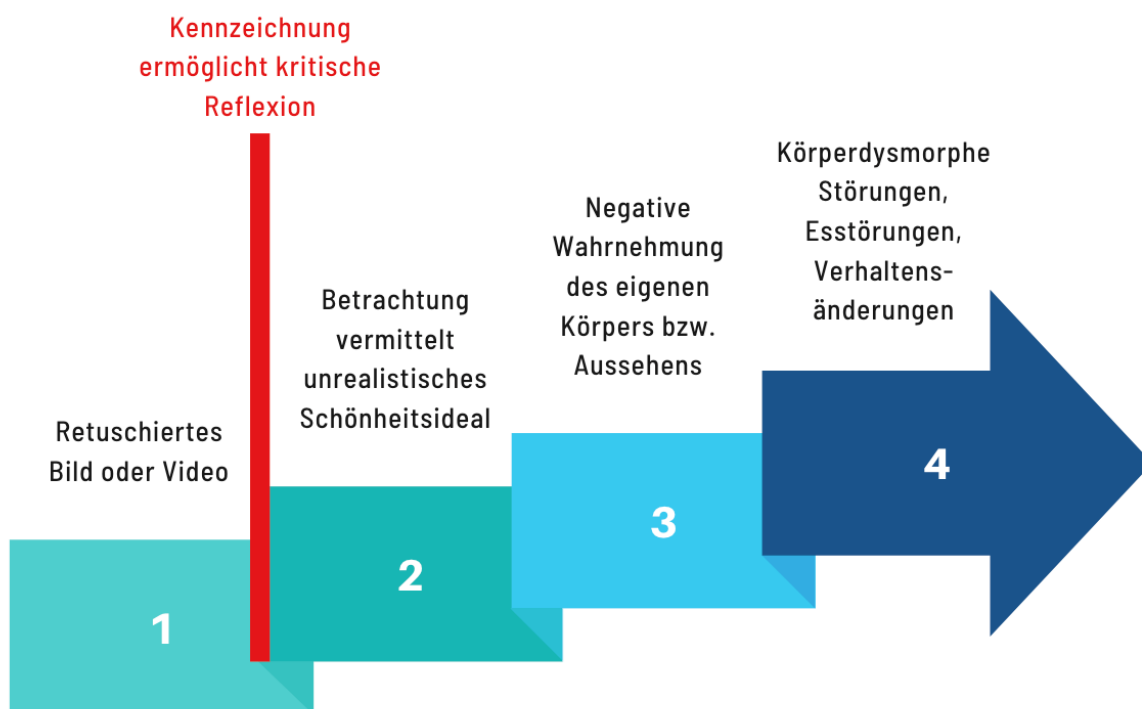 Kennzeichnung
ermöglicht kritische
Reflexion
Retuschiertes
Bild oder Video
1
Betrachtung
vermittelt
unrealistisches
Schönheitsideal
2
Negative
Wahrnehmung
des eigenen
Körpers bzw.
Aussehens
3
Körperdysmorphe
Störungen,
Esstörungen,
Verhaltens-
änderungen
4